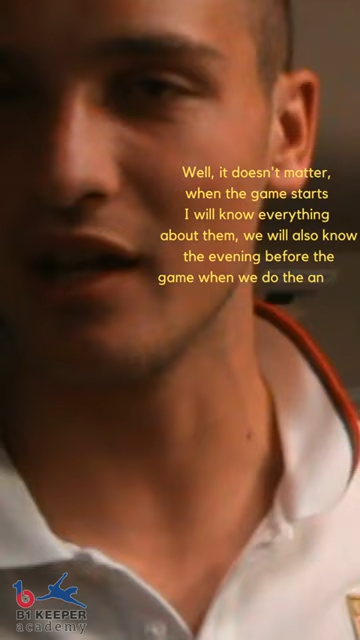 Well, it doesn't matter,
when the game starts
I will know everything
about them, we will also know
the evening before the
game when we do the an
B1 KEEPER
academy